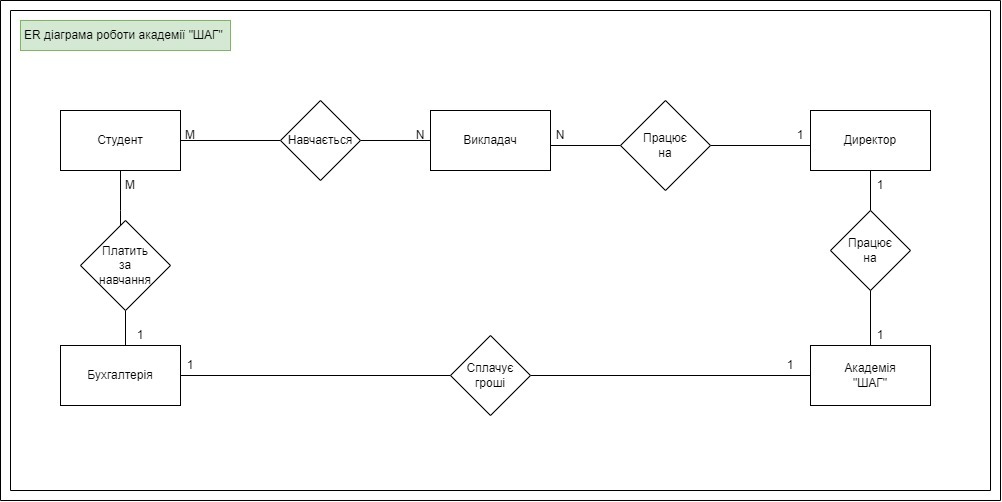 ER діаграма роботи академії "ШАГ"
Студент
M
Навчається
N
Викладач
N
Працює
на
1
Директор
M
1
Платить
за
навчання
Працює
на
1
1
Бухгалтерія
1
Сплачує
гроші
1
Академія
"ШАГ"